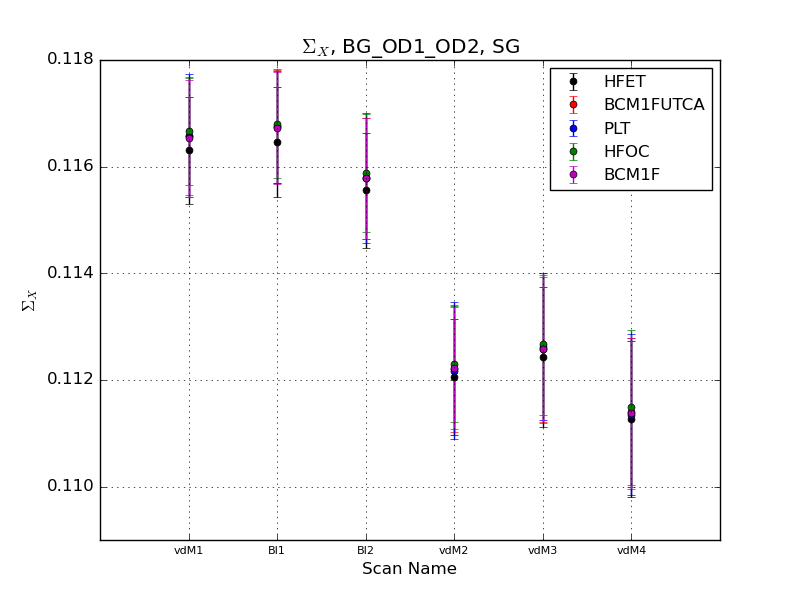 Σ_X, BG_OD1_OD2, SG
0.118
0.116
0.114
0.112
0.110
Σ_X
HFET
BCM1FUTCA
PLT
HFOC
BCM1F
vdM1 BI1 BI2 vdM2 vdM3 vdM4
Scan Name